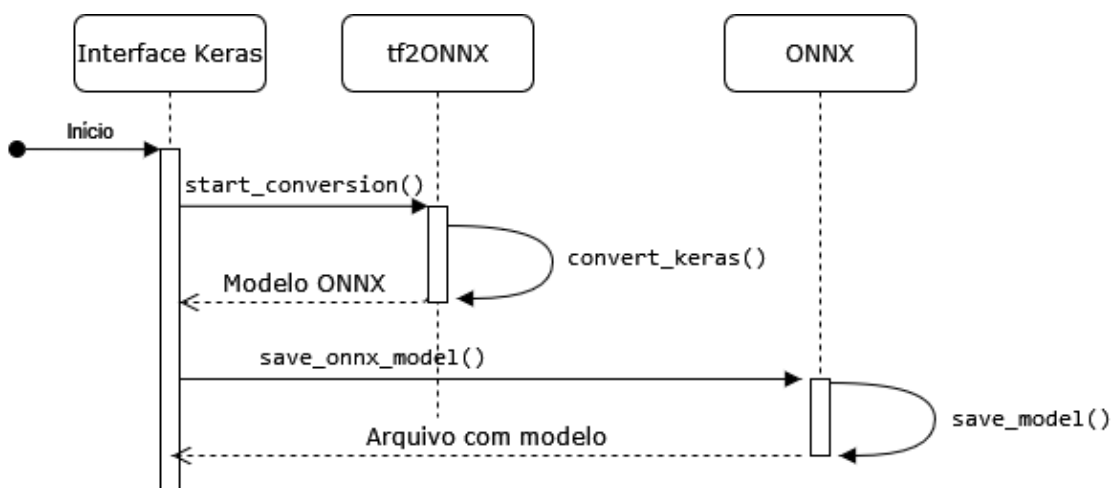 Interface Keras
tf2ONNX
ONNX
Início
start_conversion()
convert_keras()
Modelo ONNX
save_onnx_model()
save_model()
Arquivo com modelo